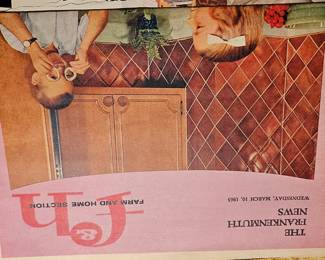 THE
FRANKENMUTH
NEWS
WEDNESDAY, MARCH 10, 1965
f&h
FARM AND HOME SECTION